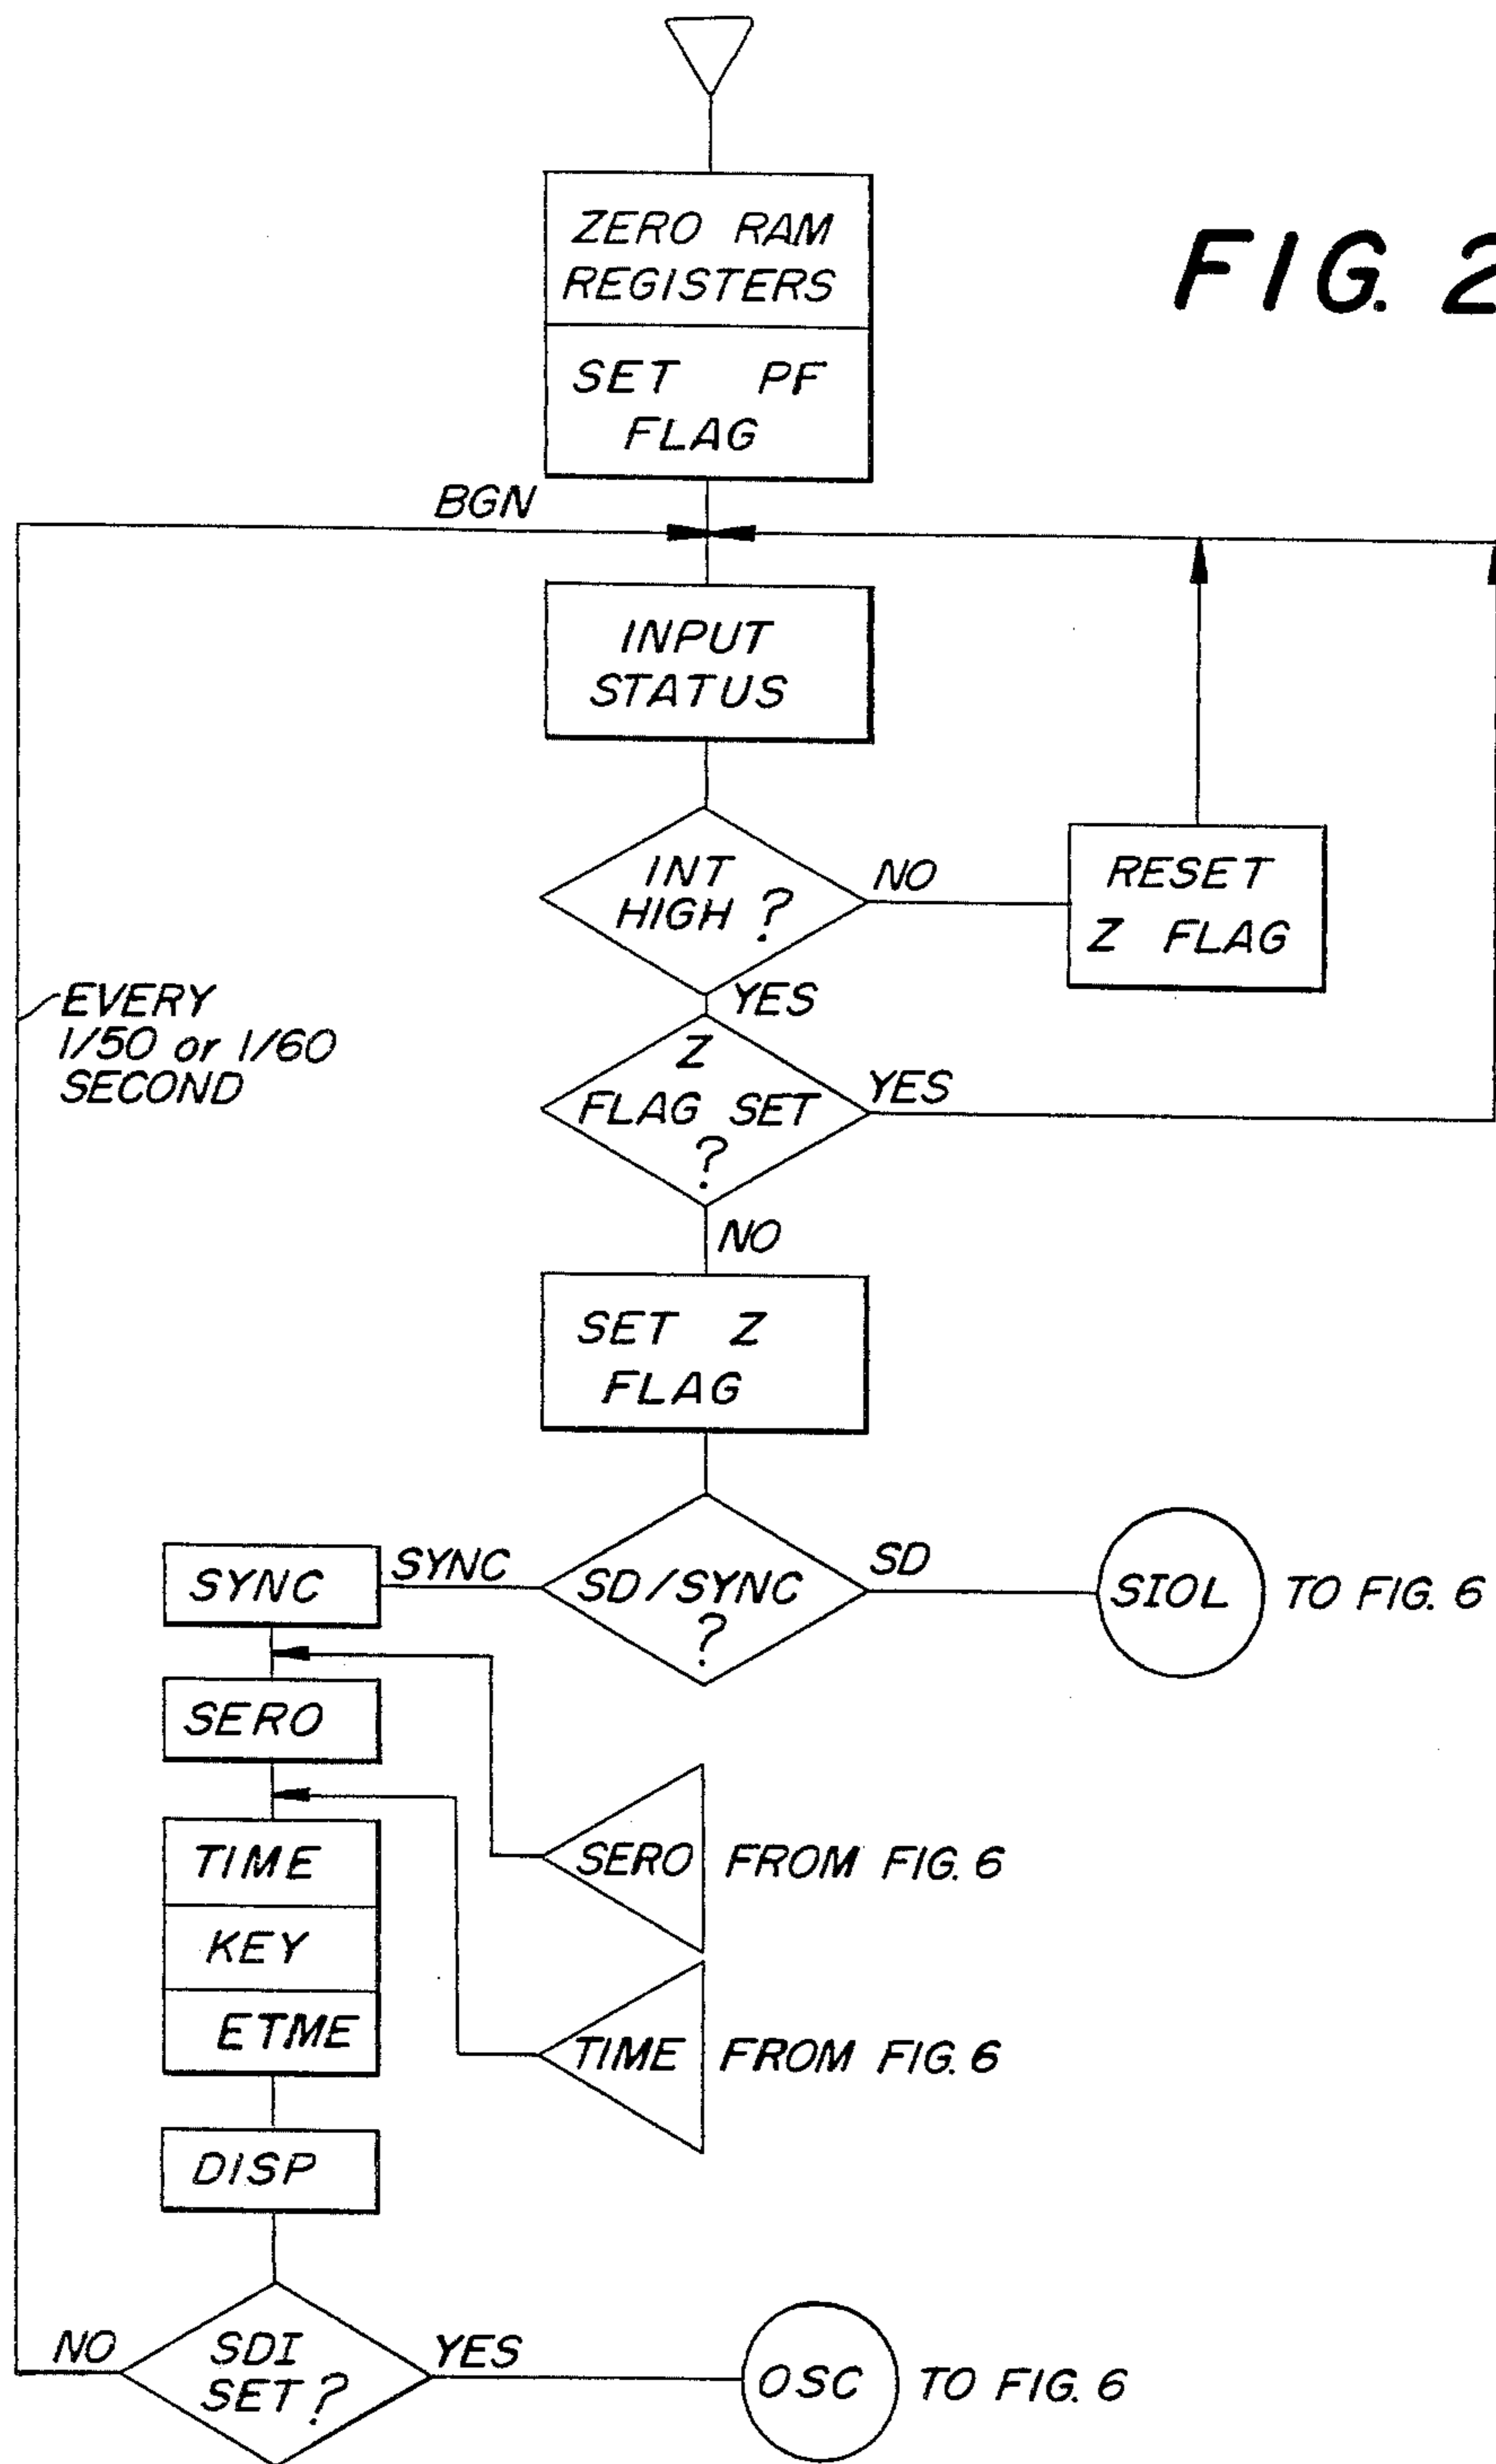 FIG. 2
ZERO RAM
REGISTERS
SET PF
FLAG
BGN
INPUT
STATUS
INT
HIGH ?
NO
RESET
Z FLAG
YES
EVERY
1/50 or 1/60
SECOND
Z
FLAG SET
?
YES
NO
SET Z
FLAG
SYNC
SYNC
SD/SYNC
?
SD
SIOL
TO FIG. 6
SERO
TIME
KEY
ETME
SERO
FROM FIG. 6
TIME
FROM FIG. 6
DISP
NO
SDI
SET ?
YES
OSC
TO FIG. 6